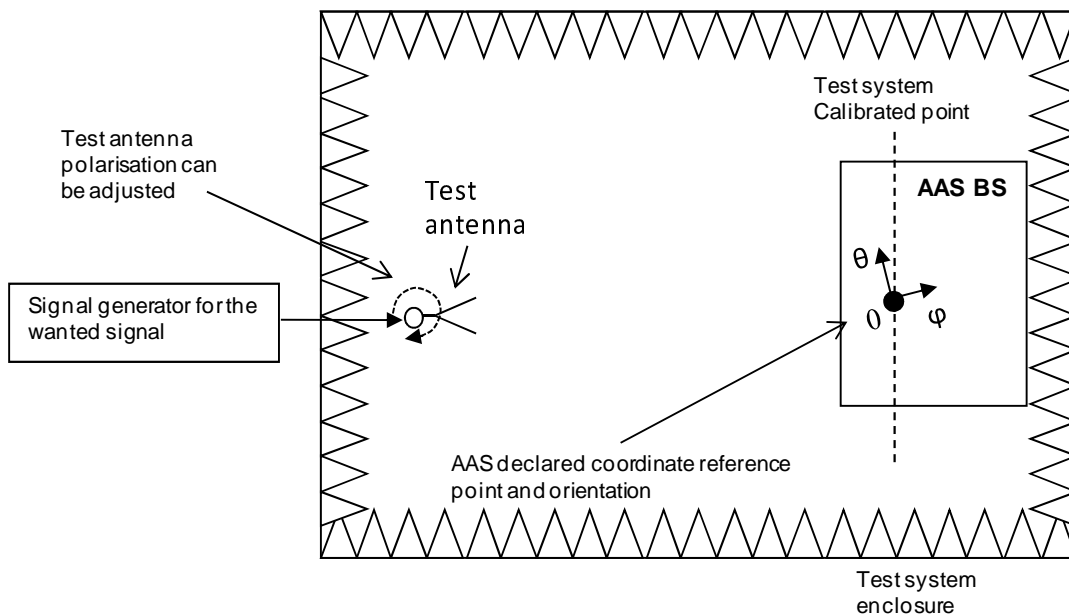 Test system
Calibrated point
Test antenna
polarisation can
be adjusted
Test
antenna
AAS BS
θ
0
φ
Signal generator for the
wanted signal
AAS declared coordinate reference
point and orientation
Test system
enclosure